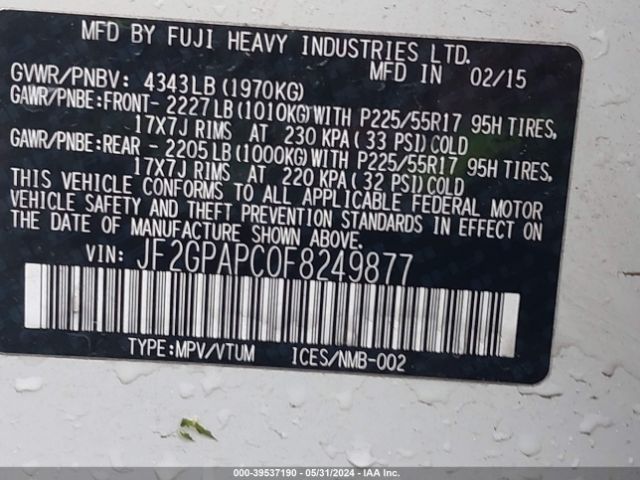 MFD BY FUJI HEAVY INDUSTRIES LTD.
MFD IN 02/15
GVWR/PNBV: 4343LB (1970KG)
GAWR/PNBE:FRONT- 2227LB(1010KG)WITH P225/55R17 95H TIRES,
17X7J RIMS AT 230 KPA( 33 PSI) COLD
GAWR/PNBE:REAR - 2205LB(1000KG)WITH P225/55R17 95H TIRES,
17X7J RIMS AT 220 KPA( 32 PSI) COLD
THIS VEHICLE CONFORMS TO ALL APPLICABLE FEDERAL MOTOR
VEHICLE SAFETY AND THEFT PREVENTION STANDARDS IN EFFECT ON
THE DATE OF MANUFACTURE SHOWN ABOVE.
VIN: JF2GPAPC0F8249877
TYPE:MPV/VTUM 1CES/NMB-002
000-39537190 - 05/31/2024 - IAAI.COM